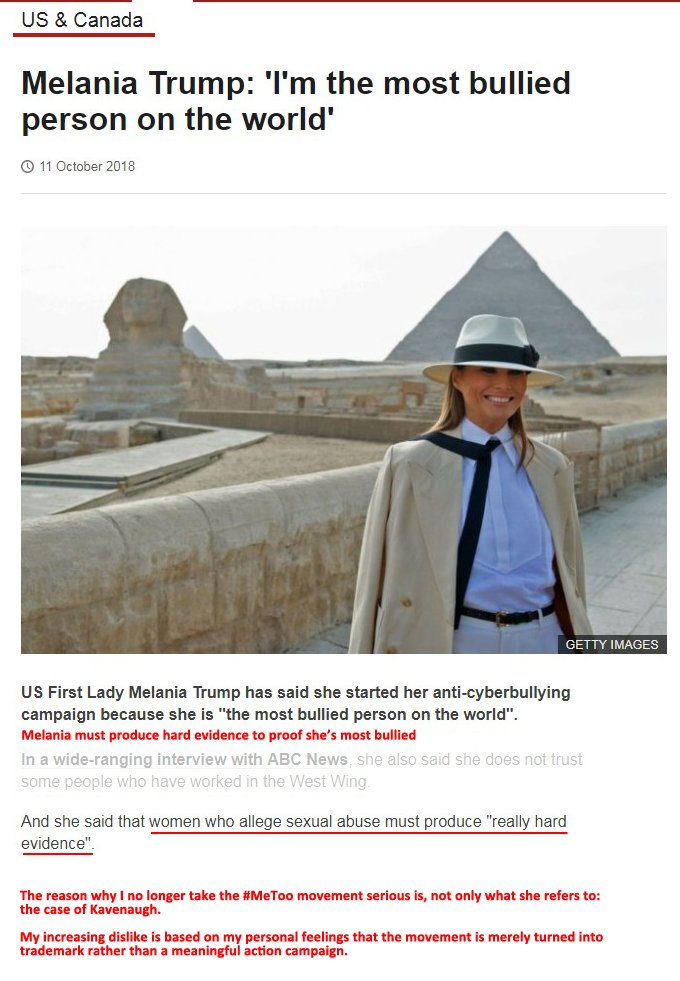 US & Canada
Melania Trump: 'I'm the most bullied
person on the world'
11 October 2018
GETTY IMAGES
US First Lady Melania Trump has said she started her anti-cyberbullying
campaign because she is "the most bullied person on the world".
Melania must produce hard evidence to proof she's most bullied
In a wide-ranging interview with ABC News, she also said she does not trust
some people who have worked in the West Wing.
And she said that women who allege sexual abuse must produce "really hard
evidence".
The reason why I no longer take the #MeToo movement serious is, not only what she refers to:
the case of Kavenaugh.
My increasing dislike is based on my personal feelings that the movement is merely turned into
trademark rather than a meaningful action campaign.